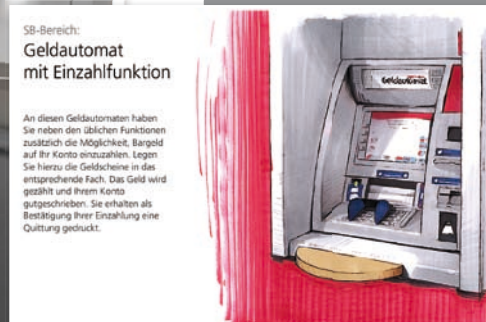 SB-Bereich:
Geldautomat
mit Einzahlfunktion
An diesen Geldautomaten haben
Sie neben den üblichen Funktionen
zusätzlich die Möglichkeit, Bargeld
auf Ihr Konto einzuzahlen. Legen
Sie hierzu die Geldscheine in das
entsprechende Fach. Das Geld wird
gezählt und Ihrem Konto
gutgeschrieben. Sie erhalten als
Bestätigung Ihrer Einzahlung eine
Quittung gedruckt.
Geldautomat